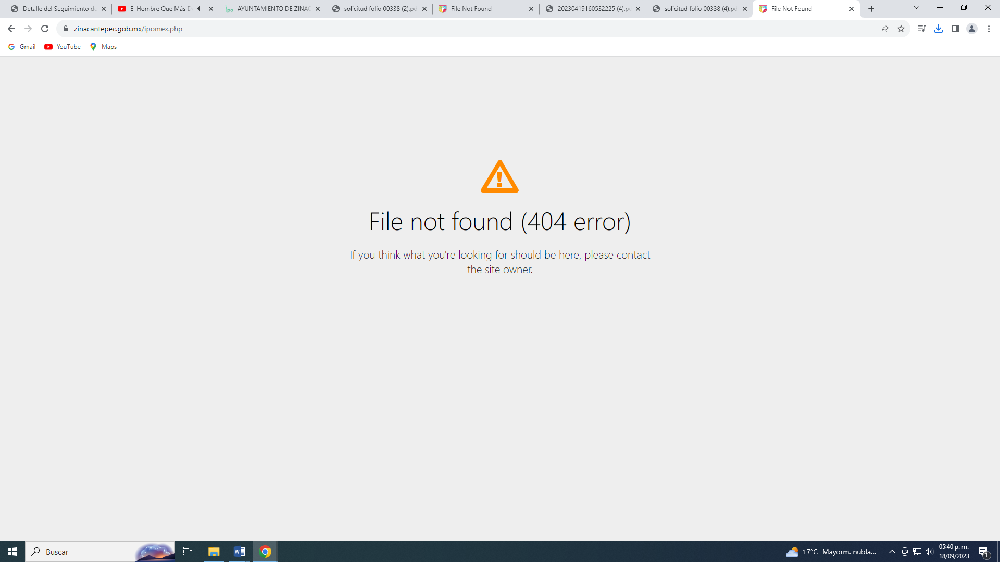 Detalle del Seguimiento de
El Hombre Que Más D
ipo AYUNTAMIENTO DE ZINAC
solicitud folio 00338 (2).pd
File Not Found
20230419160532225 (4).pd
solicitud folio 00338 (4).pd
File Not Found
zinacantepec.gob.mx/ipomex.php
Gmail
YouTube
Maps
File not found (404 error)
If you think what you're looking for should be here, please contact
the site owner.
Buscar
17°C Mayorm. nubla...
05:40 p. m.
18/09/2023
1